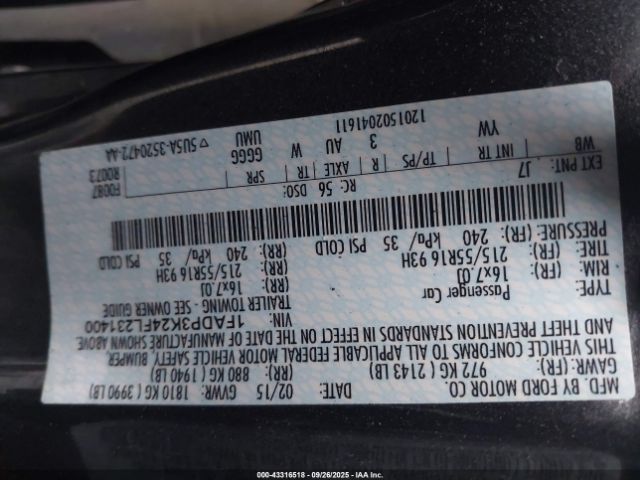 MFD. BY FORD MOTOR CO.
DATE: 02/15 GVWR: 1810 KG ( 3990 LB)
GAWR: (FR): 972 KG ( 2143 LB) (RR): 880 KG ( 1940 LB)
THIS VEHICLE CONFORMS TO ALL APPLICABLE FEDERAL MOTOR VEHICLE SAFETY, BUMPER,
AND THEFT PREVENTION STANDARDS IN EFFECT ON THE DATE OF MANUFACTURE SHOWN ABOVE
VIN: 1FADP3K24FL231400
TYPE: Passenger Car TRAILER TOWING - SEE OWNER GUIDE
RIM: (FR): 16x7.0J (RR): 16x7.0J
TIRE: (FR): 215/55R16 93H (RR): 215/55R16 93H
PRESSURE: (FR): 240 kPa/ 35 PSI COLD (RR): 240 kPa/ 35 PSI COLD
EXT PNT: J7 RC: 56 DSO: F0087
WB INT TR TP/PS R AXLE TR SPR R0073
YW 3 AU W GGGG
UMU 5U5A-3520472-AA
1201502041611
00-43316518 - 09/26/2025 - IAA Inc.